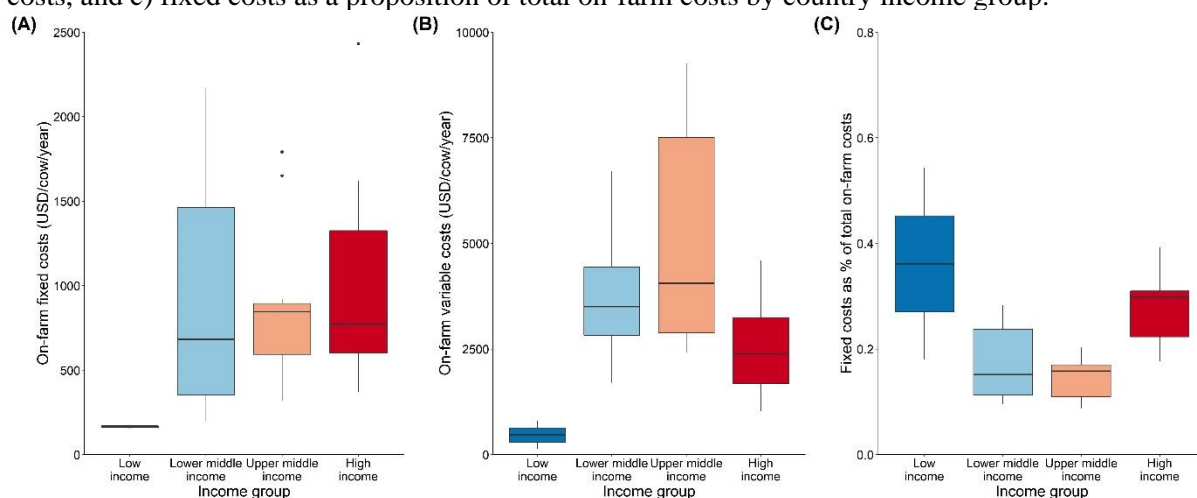 costs, and c) fixed costs as a proposition of total on-farm costs by country income group.
(A)
On-farm fixed costs (USD/cow/year)
2500
2000
1500
1000
500
0
Low income
Lower middle income
Upper middle income
High income
Income group
(B)
On-farm variable costs (USD/cow/year)
10000
7500
5000
2500
0
Low income
Lower middle income
Upper middle income
High income
Income group
(C)
Fixed costs as % of total on-farm costs
0.8
0.6
0.4
0.2
0.0
Low income
Lower middle income
Upper middle income
High income
Income group